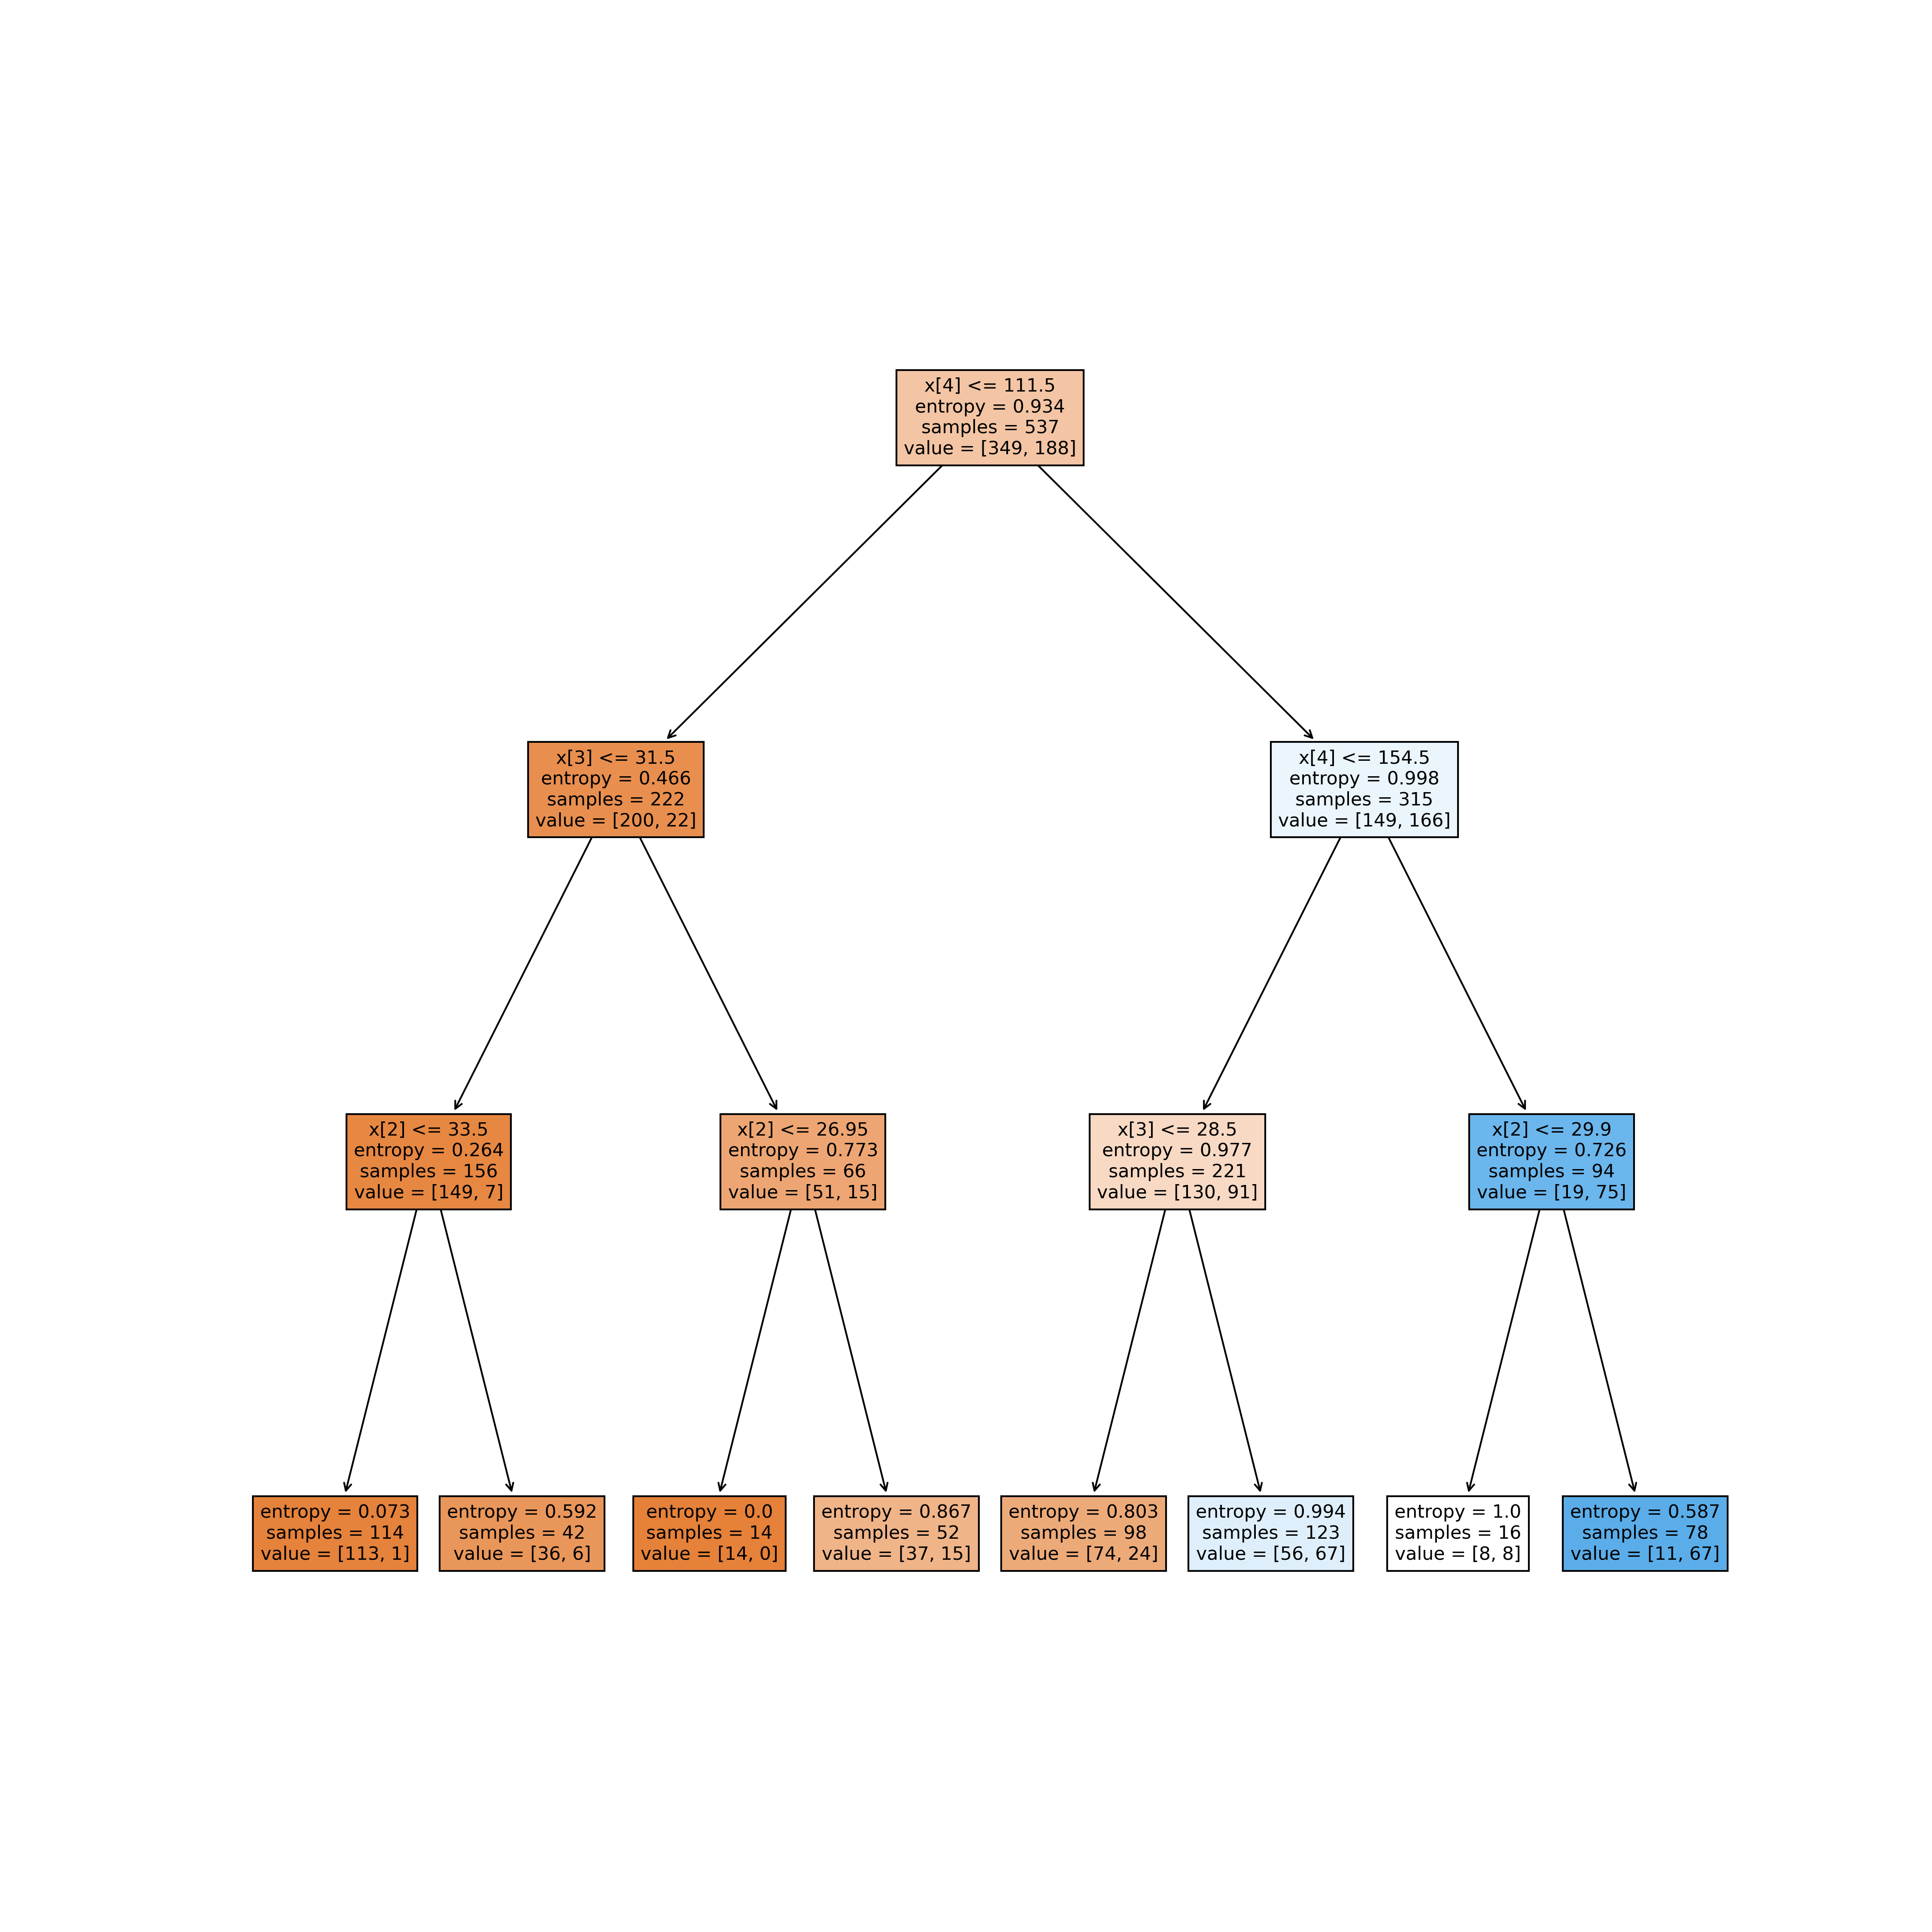 x[4] <= 111.5
entropy = 0.934
samples = 537
value = [349, 188]
x[3] <= 31.5
entropy = 0.466
samples = 222
value = [200, 22]
x[4] <= 154.5
entropy = 0.998
samples = 315
value = [149, 166]
x[2] <= 33.5
entropy = 0.264
samples = 156
value = [149, 7]
x[2] <= 26.95
entropy = 0.773
samples = 66
value = [51, 15]
x[3] <= 28.5
entropy = 0.977
samples = 221
value = [130, 91]
x[2] <= 29.9
entropy = 0.726
samples = 94
value = [19, 75]
entropy = 0.073
samples = 114
value = [113, 1]
entropy = 0.592
samples = 42
value = [36, 6]
entropy = 0.0
samples = 14
value = [14, 0]
entropy = 0.867
samples = 52
value = [37, 15]
entropy = 0.803
samples = 98
value = [74, 24]
entropy = 0.994
samples = 123
value = [56, 67]
entropy = 1.0
samples = 16
value = [8, 8]
entropy = 0.587
samples = 78
value = [11, 67]